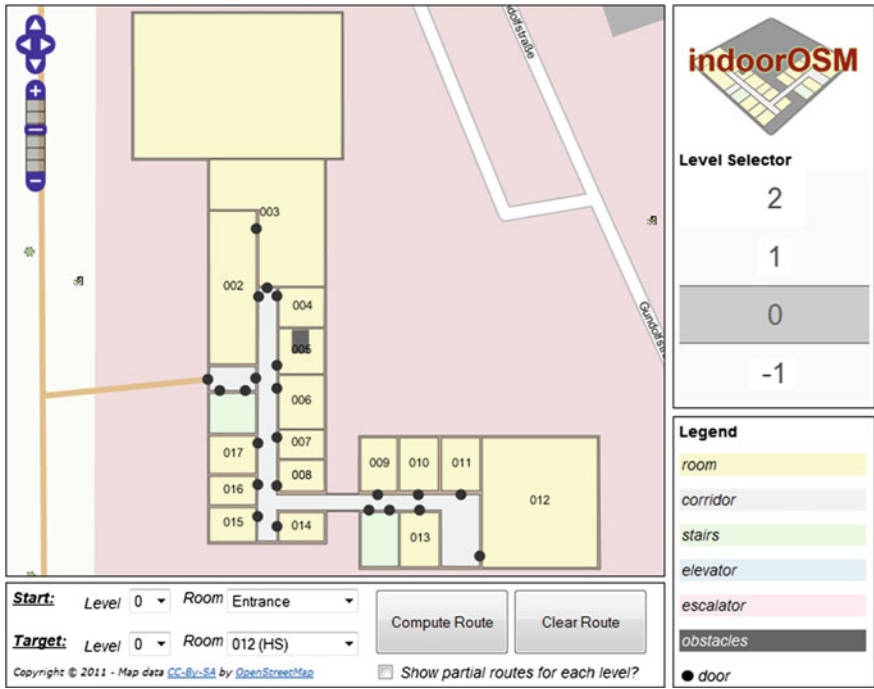 Gundolfstraße
Gundolfstr
003
002
004
005
006
007
017
008
016
015
014
009
010
011
012
013
indoorOSM
Level Selector
2
1
0
-1
Legend
room
corridor
stairs
elevator
escalator
obstacles
door
Start: Level 0 Room Entrance
Target: Level 0 Room 012 (HS)
Compute Route
Clear Route
Copyright © 2011 - Map data CC-By-SA by OpenStreetMap
Show partial routes for each level?